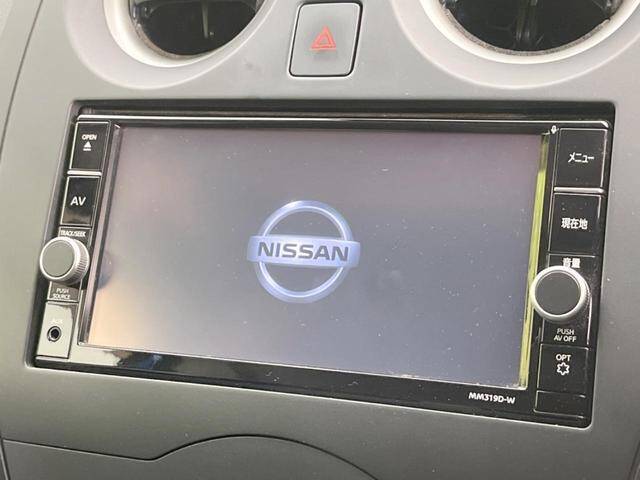 OPEN
AV
TRACK/SEEK
PUSH
SOURCE
AUX
NISSAN
メニュー
現在地
音量
PUSH
AV OFF
OPT
MM319D-W